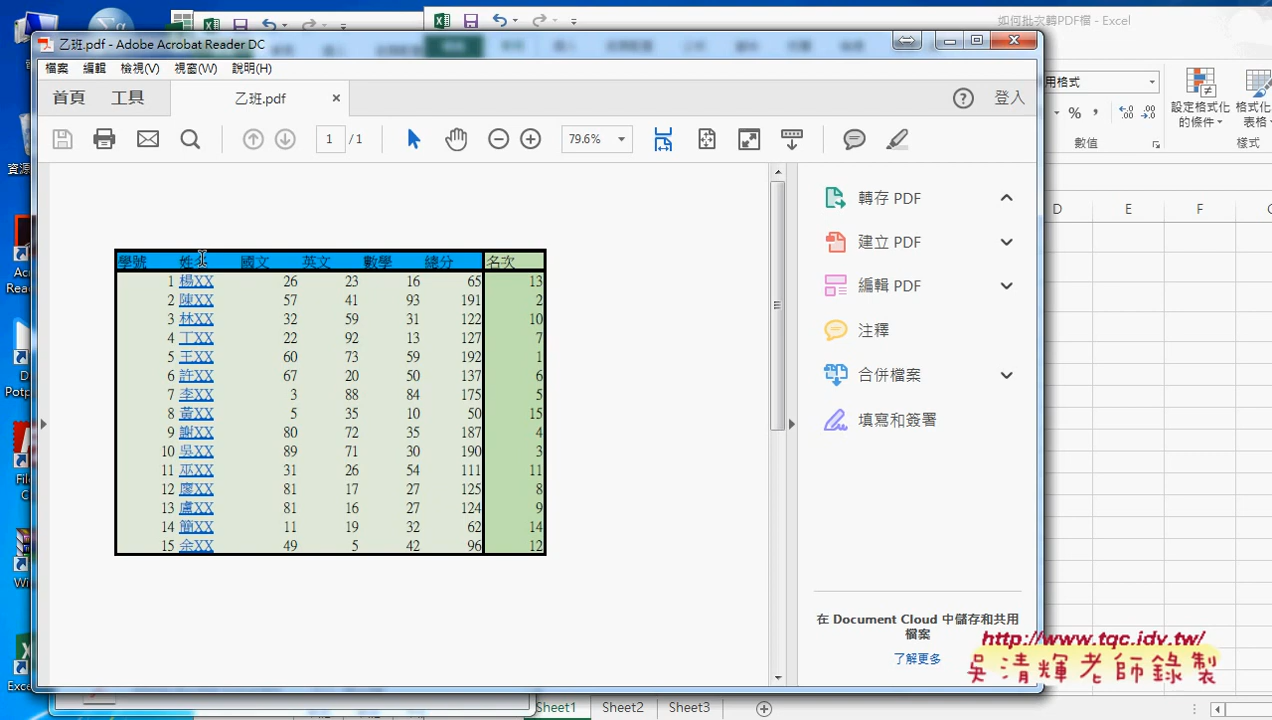 如何批次轉PDF檔 - Excel
乙班.pdf - Adobe Acrobat Reader DC
檔案 編輯 檢視(V) 視窗(W) 說明(H)
首頁 工具 乙班.pdf × 登入
1 / 1 79.6%
% ,
設定格式化
的條件
格式化
表格
數值 樣式
D E F
學號 國文 英文 數學 總分 名次
1 楊XX 26 23 16 65 13
2 陳XX 57 41 93 191 2
3 林XX 32 59 31 122 10
4 丁XX 22 92 13 127 7
5 王XX 60 73 59 192 1
6 許XX 67 20 50 137 6
7 李XX 3 88 84 175 5
8 黃XX 5 35 10 50 15
9 謝XX 80 72 35 187 4
10 吳XX 89 71 30 190 3
11 巫XX 31 26 54 111 11
12 廖XX 81 17 27 125 8
13 盧XX 81 16 27 124 9
14 簡XX 11 19 32 62 14
15 余XX 49 5 42 96 12
轉存 PDF
建立 PDF
編輯 PDF
注釋
合併檔案
填寫和簽署
在 Document Cloud 中儲存和共用
檔案
了解更多
http://www.tqc.idv.tw/
吳清輝老師錄製
Sheet1 Sheet2 Sheet3